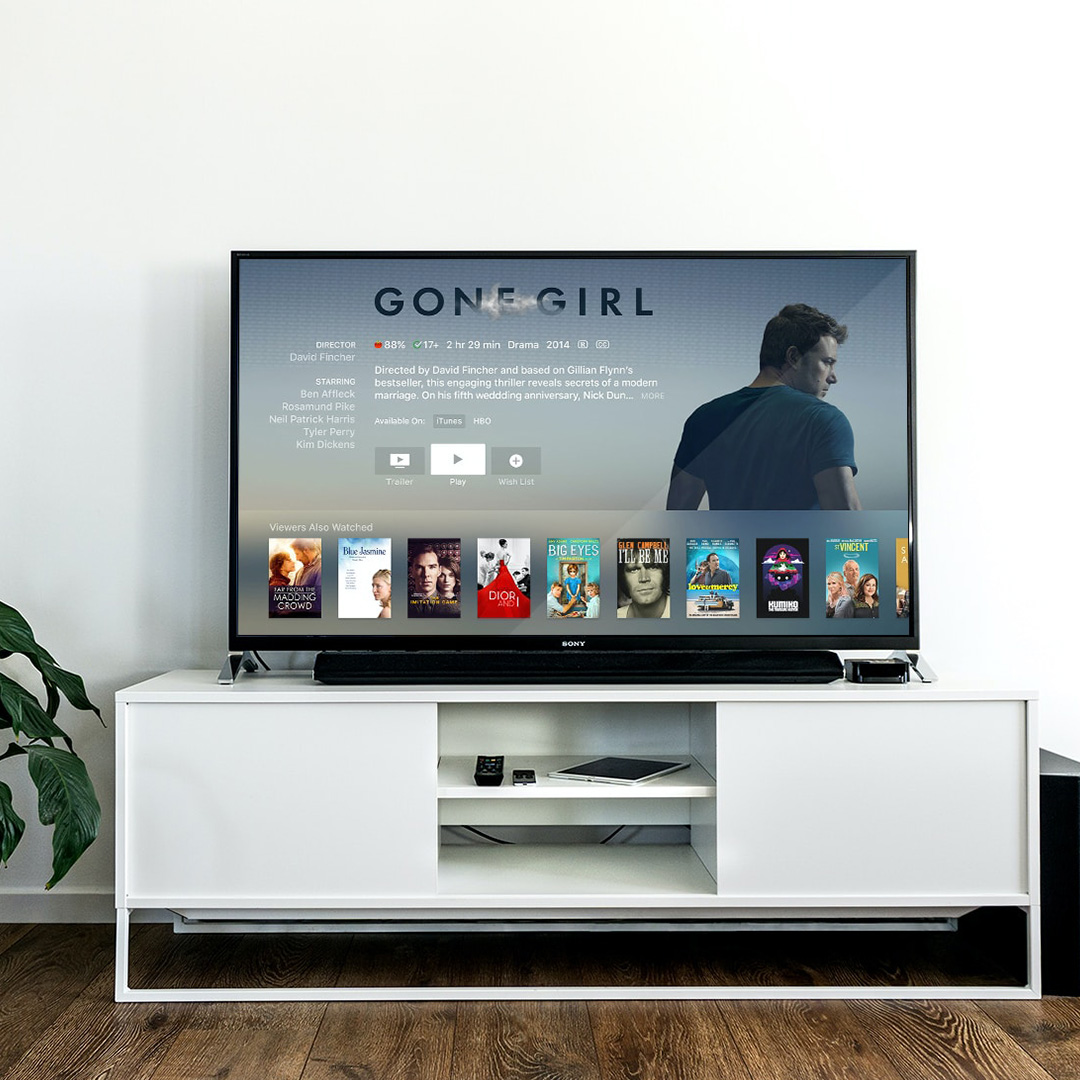 GONE GIRL
DIRECTOR
David Fincher
STARRING
Ben Affleck
Rosamund Pike
Neil Patrick Harris
Tyler Perry
Kim Dickens
88% 17+ 2 hr 29 min Drama 2014 R CC
Directed by David Fincher and based on Gillian Flynn's
bestseller, this engaging thriller reveals secrets of a modern
marriage. On his fifth weddding anniversary, Nick Dun... MORE
Available On: iTunes HBO
Trailer Play Wish List
Viewers Also Watched
FAR FROM THE
MADDING
CROWD
Blue Jasmine
IMITATION GAME
DIOR
AND I
BIG EYES
GLEN CAMPBELL
I'LL BE ME
love&mercy
KUMIKO
ST. VINCENT
SONY